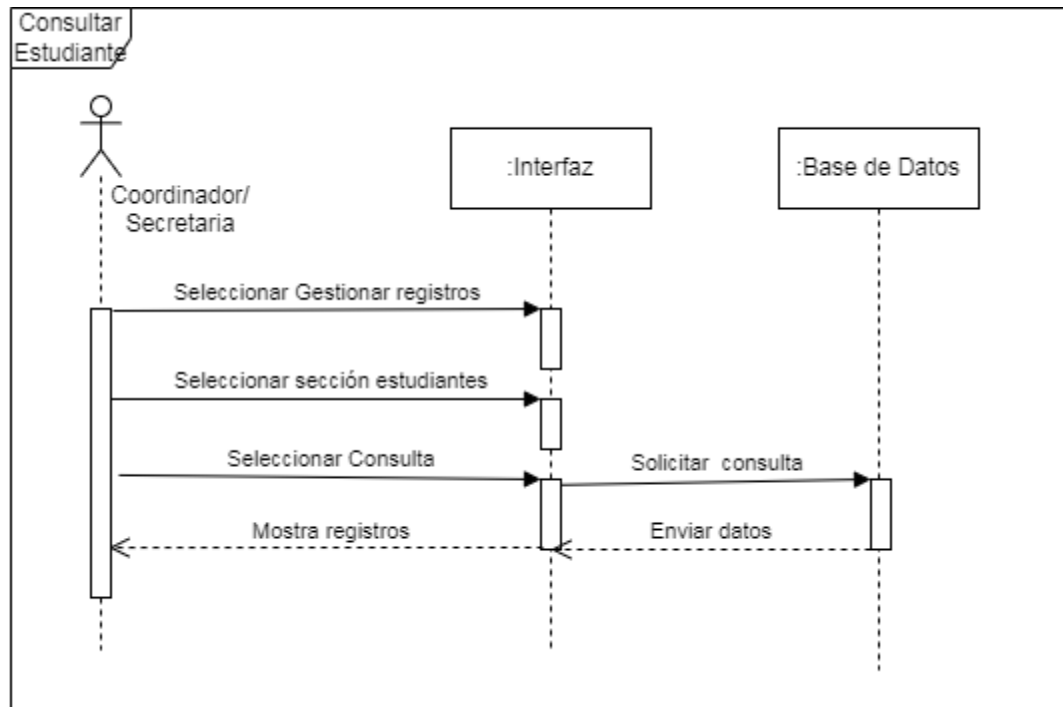 Consultar
Estudiante
:Interfaz
:Base de Datos
Coordinador/
Secretaria
Seleccionar Gestionar registros
Seleccionar sección estudiantes
Seleccionar Consulta
Solicitar consulta
Mostra registros
Enviar datos